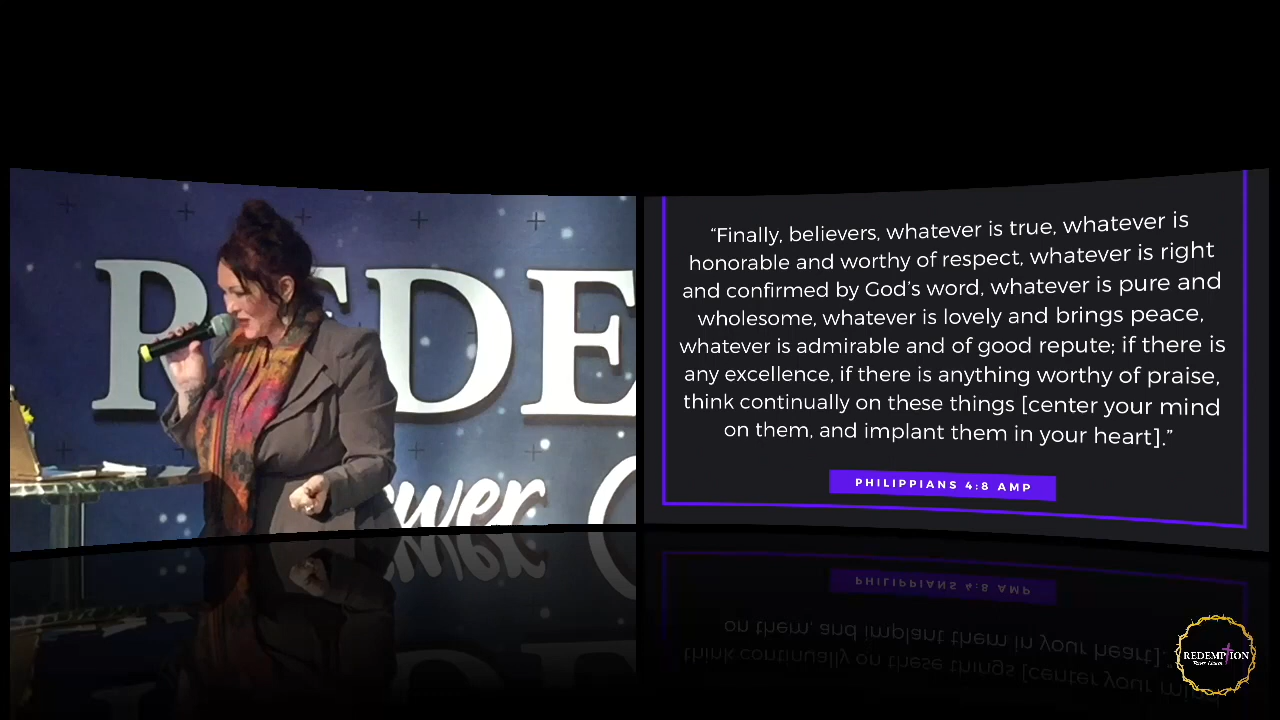 REDE
wer C
“Finally, believers, whatever is true, whatever is
honorable and worthy of respect, whatever is right
and confirmed by God’s word, whatever is pure and
wholesome, whatever is lovely and brings peace,
whatever is admirable and of good repute; if there is
any excellence, if there is anything worthy of praise,
think continually on these things [center your mind
on them, and implant them in your heart].”
PHILIPPIANS 4:8 AMP
REDEMPTION